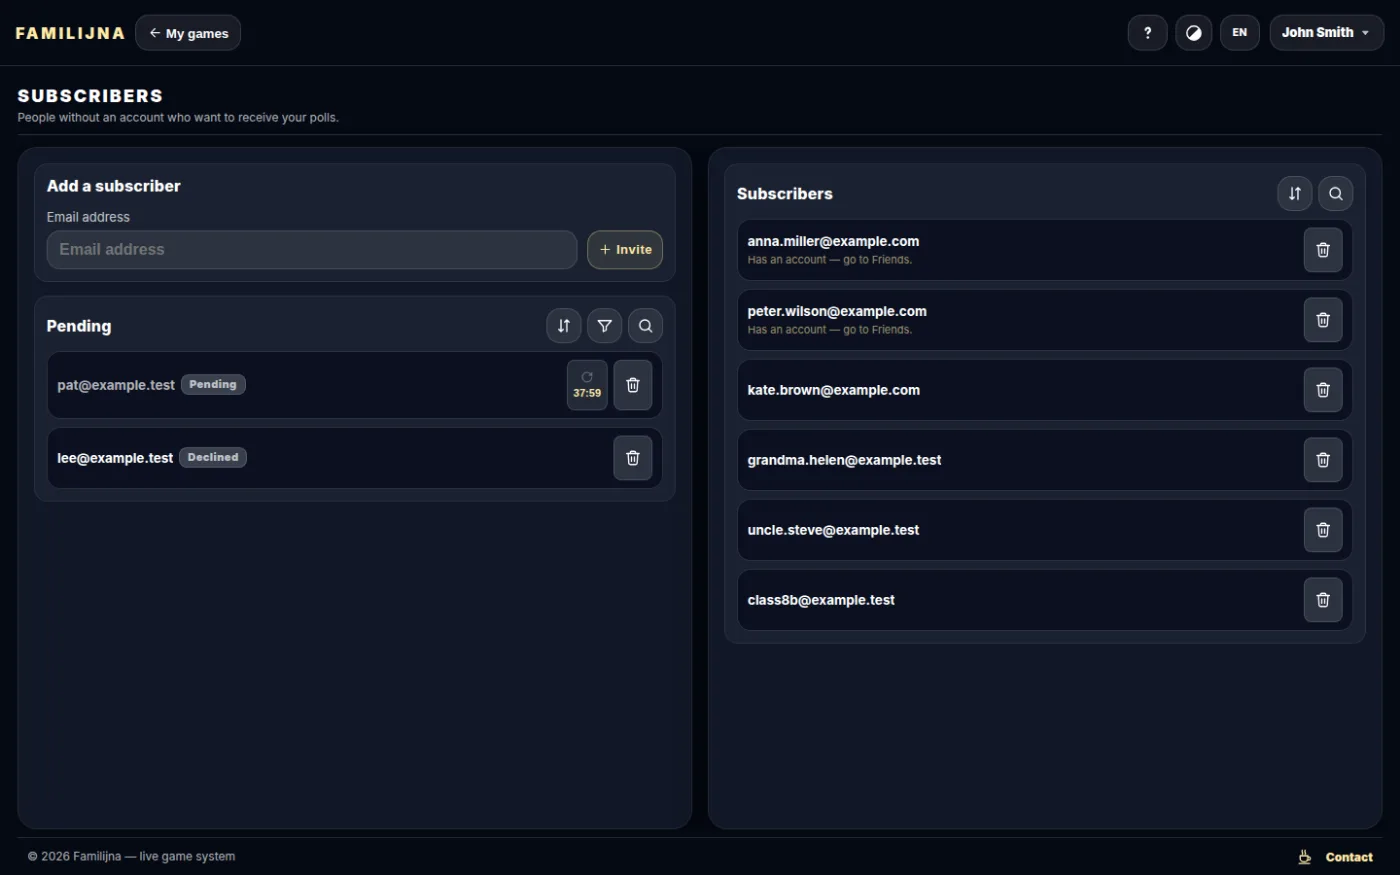 FAMILIJNA
← My games
?
EN
John Smith
SUBSCRIBERS
People without an account who want to receive your polls.
Add a subscriber
Email address
Email address
+ Invite
Pending
pat@example.test Pending
37:59
lee@example.test Declined
Subscribers
anna.miller@example.com
Has an account — go to Friends.
peter.wilson@example.com
Has an account — go to Friends.
kate.brown@example.com
grandma.helen@example.test
uncle.steve@example.test
class8b@example.test
© 2026 Familijna — live game system
Contact